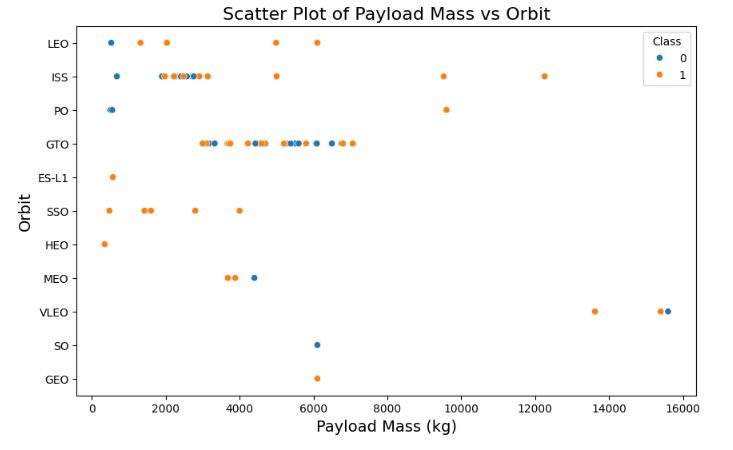 Scatter Plot of Payload Mass vs Orbit
Class
0
1
LEO
ISS
PO
GTO
ES-L1
SSO
HEO
MEO
VLEO
SO
GEO
Orbit
0 2000 4000 6000 8000 10000 12000 14000 16000
Payload Mass (kg)